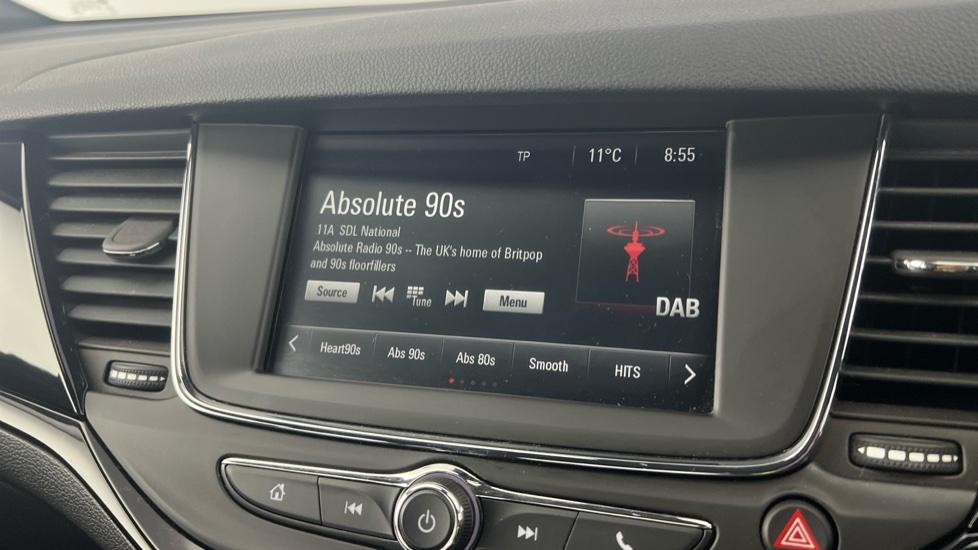 TP 11°C 8:55
Absolute 90s
11A SDL National
Absolute Radio 90s -- The UK's home of Britpop
and 90s floorfillers
Source Tune Menu
DAB
Heart90s Abs 90s Abs 80s Smooth HITS